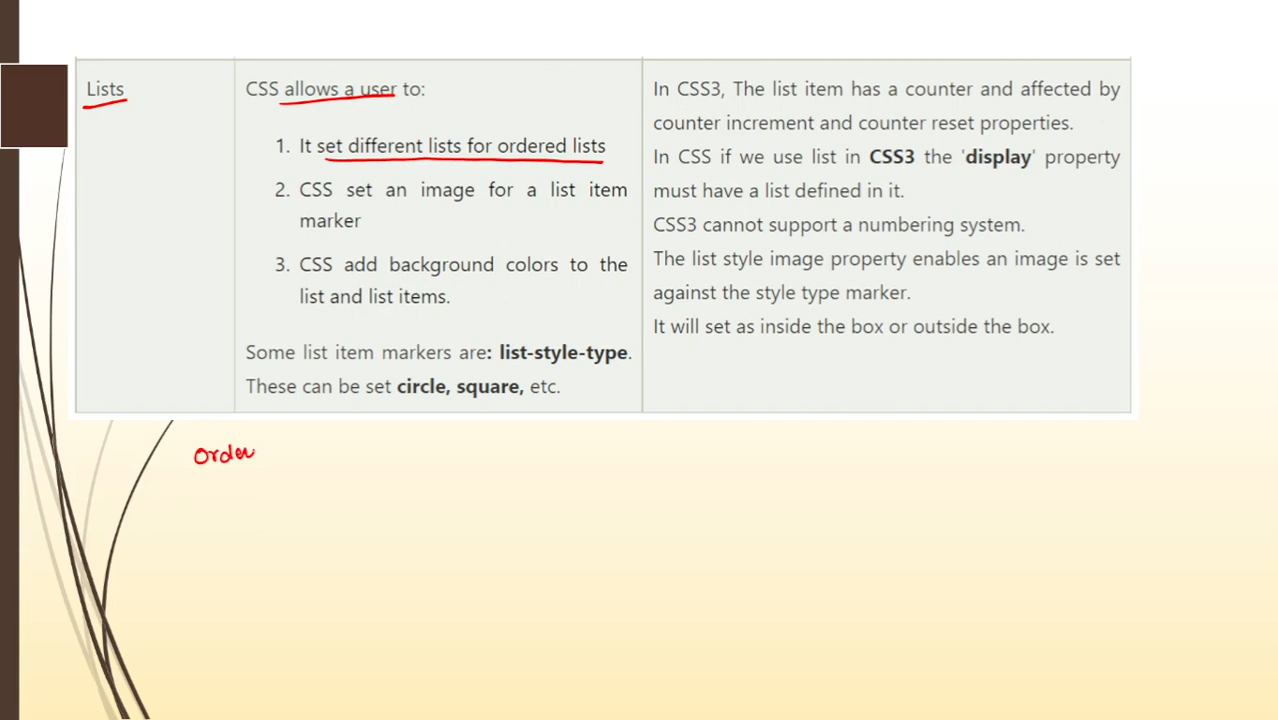 Lists
CSS allows a user to:
1. It set different lists for ordered lists
2. CSS set an image for a list item
marker
3. CSS add background colors to the
list and list items.
Some list item markers are: list-style-type.
These can be set circle, square, etc.
In CSS3, The list item has a counter and affected by
counter increment and counter reset properties.
In CSS if we use list in CSS3 the 'display' property
must have a list defined in it.
CSS3 cannot support a numbering system.
The list style image property enables an image is set
against the style type marker.
It will set as inside the box or outside the box.
Order